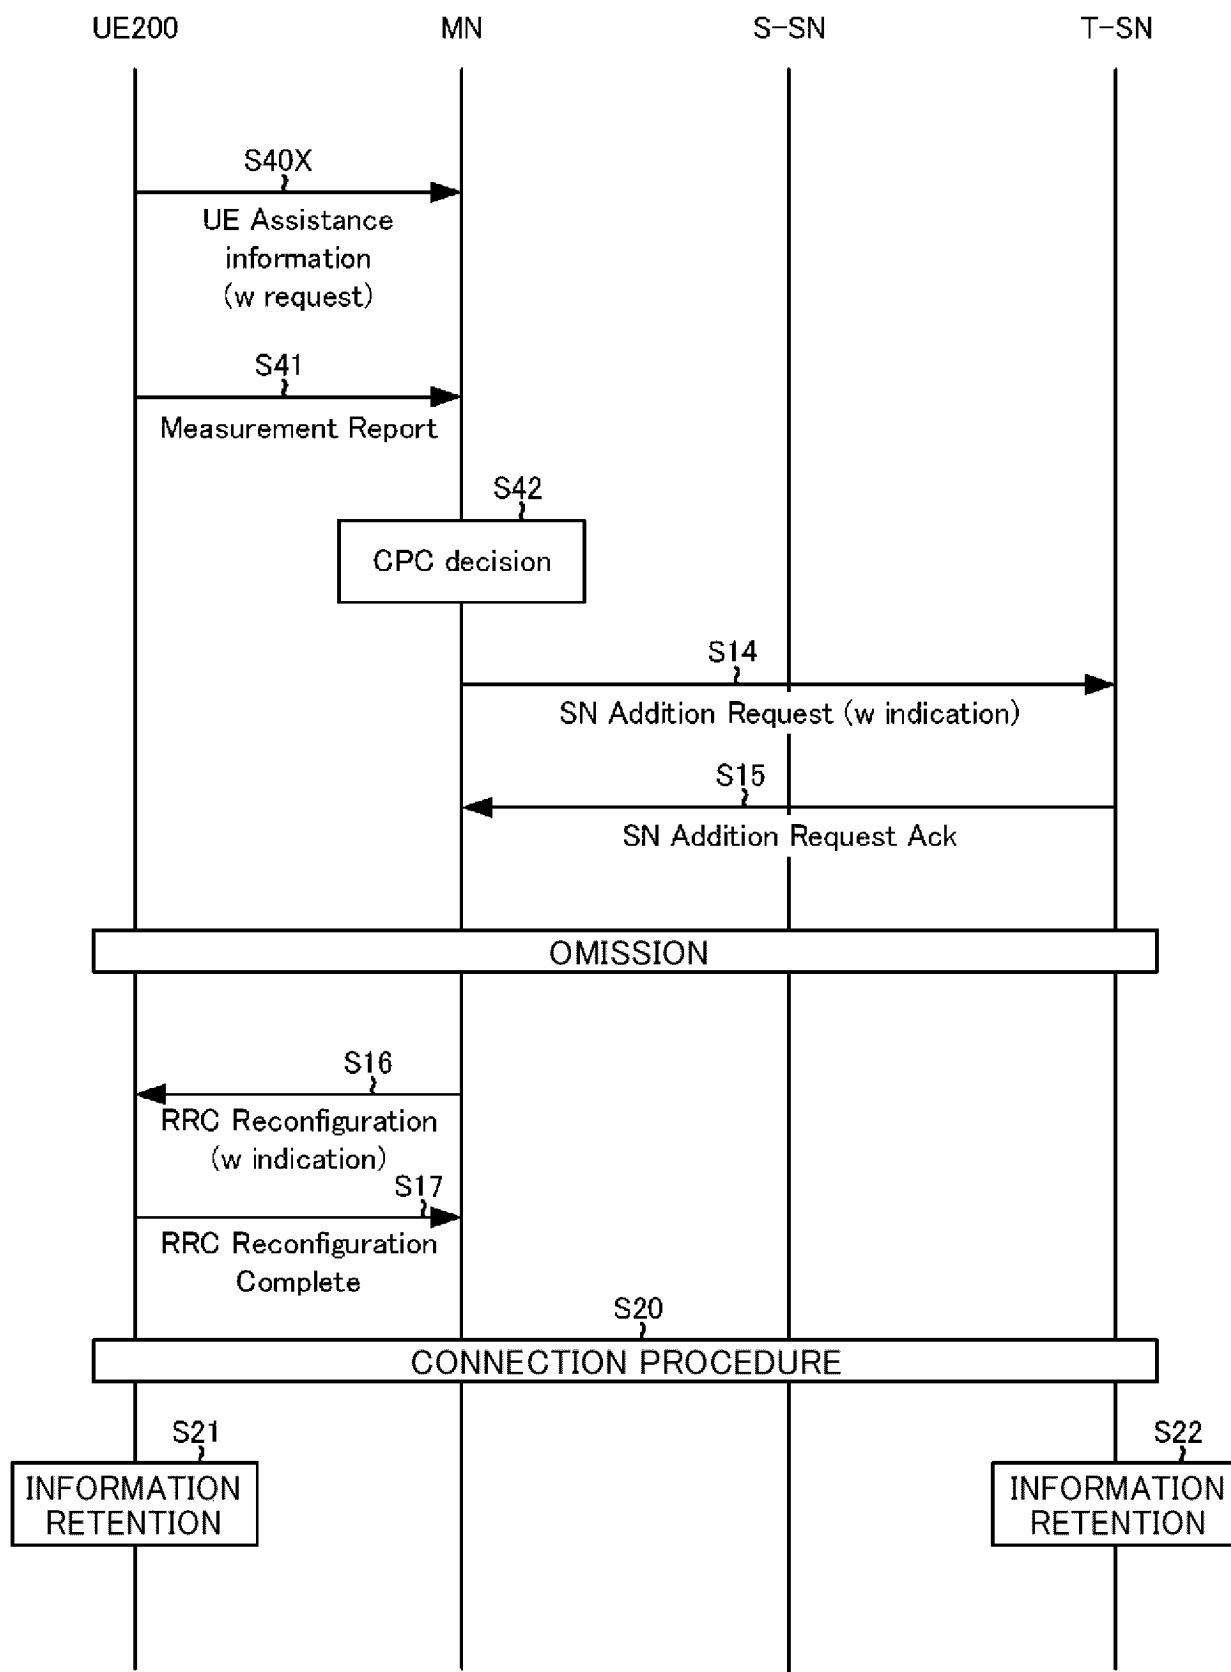 UE200 MN S-SN T-SN
S40X
UE Assistance
information
(w request)
S41
Measurement Report
S42
CPC decision
S14
SN Addition Request (w indication)
S15
SN Addition Request Ack
OMISSION
S16
RRC Reconfiguration
(w indication)
S17
RRC Reconfiguration
Complete
S20
CONNECTION PROCEDURE
S21
INFORMATION
RETENTION
S22
INFORMATION
RETENTION